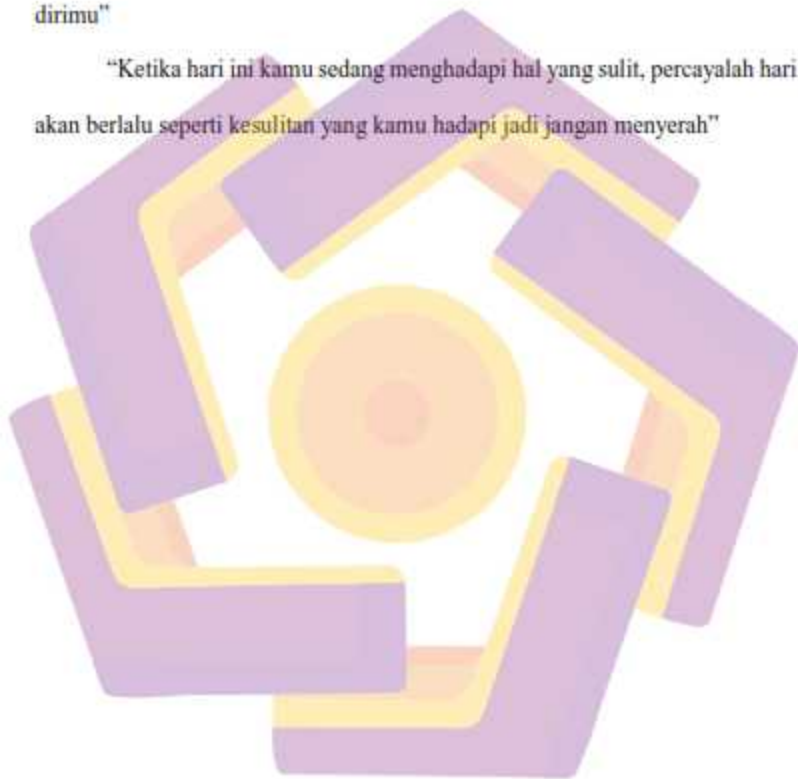 dirimu”
“Ketika hari ini kamu sedang menghadapi hal yang sulit, percayalah hari
akan berlalu seperti kesulitan yang kamu hadapi jadi jangan menyerah”